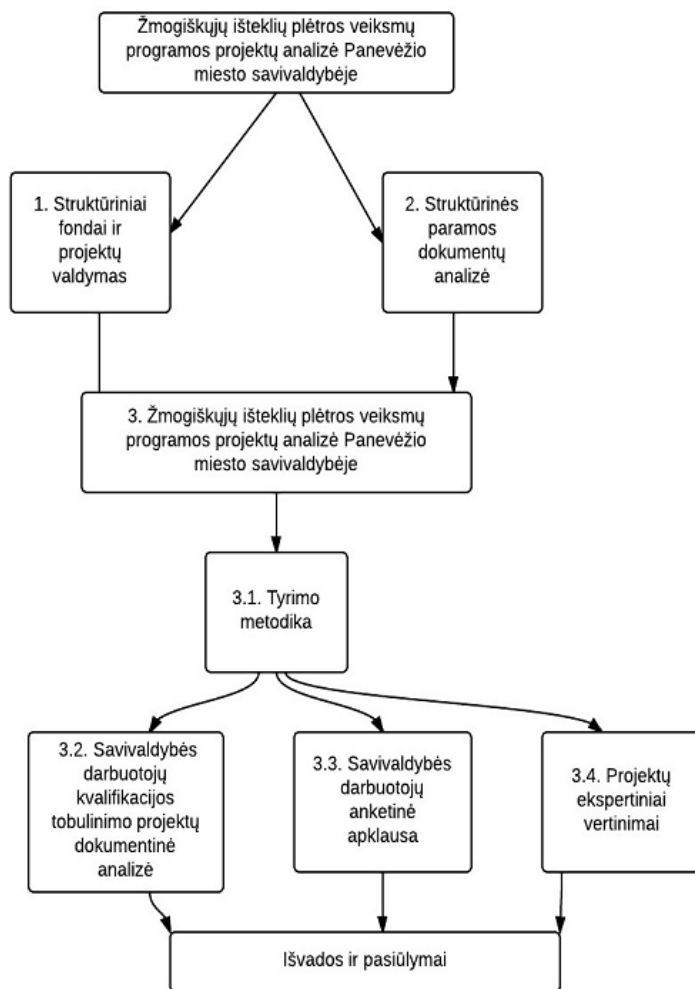 Žmogiškųjų išteklių plėtros veiksmų
programos projektų analizė Panevėžio
miesto savivaldybėje
1. Struktūriniai
fondai ir
projektų
valdymas
2. Struktūrinės
paramos
dokumentų
analizė
3. Žmogiškųjų išteklių plėtros veiksmų
programos projektų analizė Panevėžio
miesto savivaldybėje
3.1. Tyrimo
metodika
3.2. Savivaldybės
darbuotojų
kvalifikacijos
tobulinimo projektų
dokumentinė
analizė
3.3. Savivaldybės
darbuotojų
anketinė
apklausa
3.4. Projektų
ekspertiniai
vertinimai
Išvados ir pasiūlymai